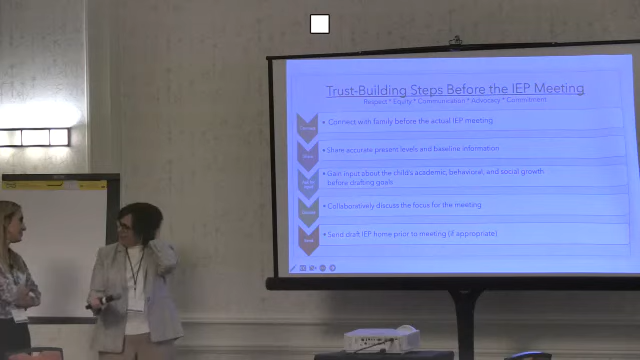 Trust-Building Steps Before the IEP Meeting
Respect * Equity * Communication * Advocacy * Commitment
• Connect with family before the actual IEP meeting
• Share accurate present levels and baseline information
• Gain input about the child's academic, behavioral, and social growth
before drafting goals
• Collaboratively discuss the focus for the meeting
• Send draft IEP home prior to meeting (if appropriate)